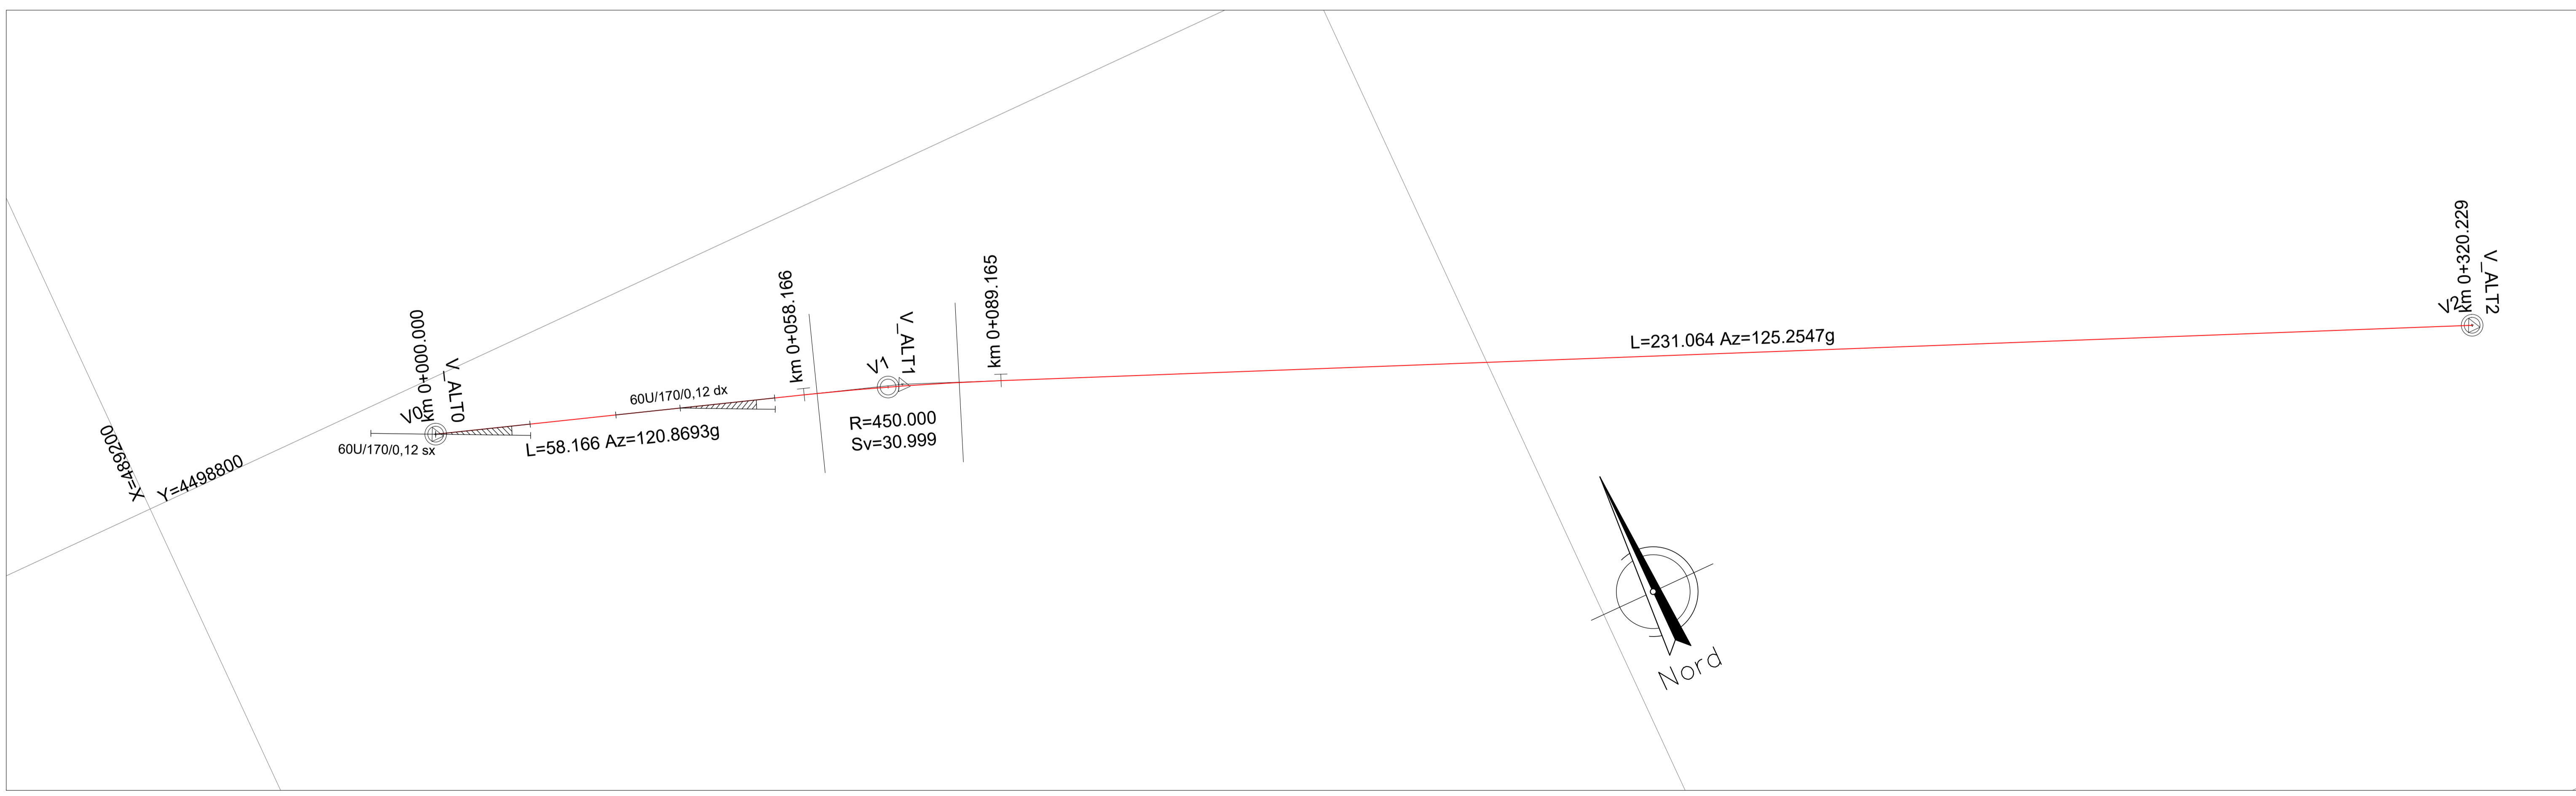 X=489200
Y=4498800
60U/170/0,12 sx
V0
km 0+000.000
V_ALT0
L=58.166 Az=120.8693g
60U/170/0,12 dx
km 0+058.166
V1
V_ALT1
R=450.000
Sv=30.999
km 0+089.165
L=231.064 Az=125.2547g
V2
km 0+320.229
V_ALT2
Nord